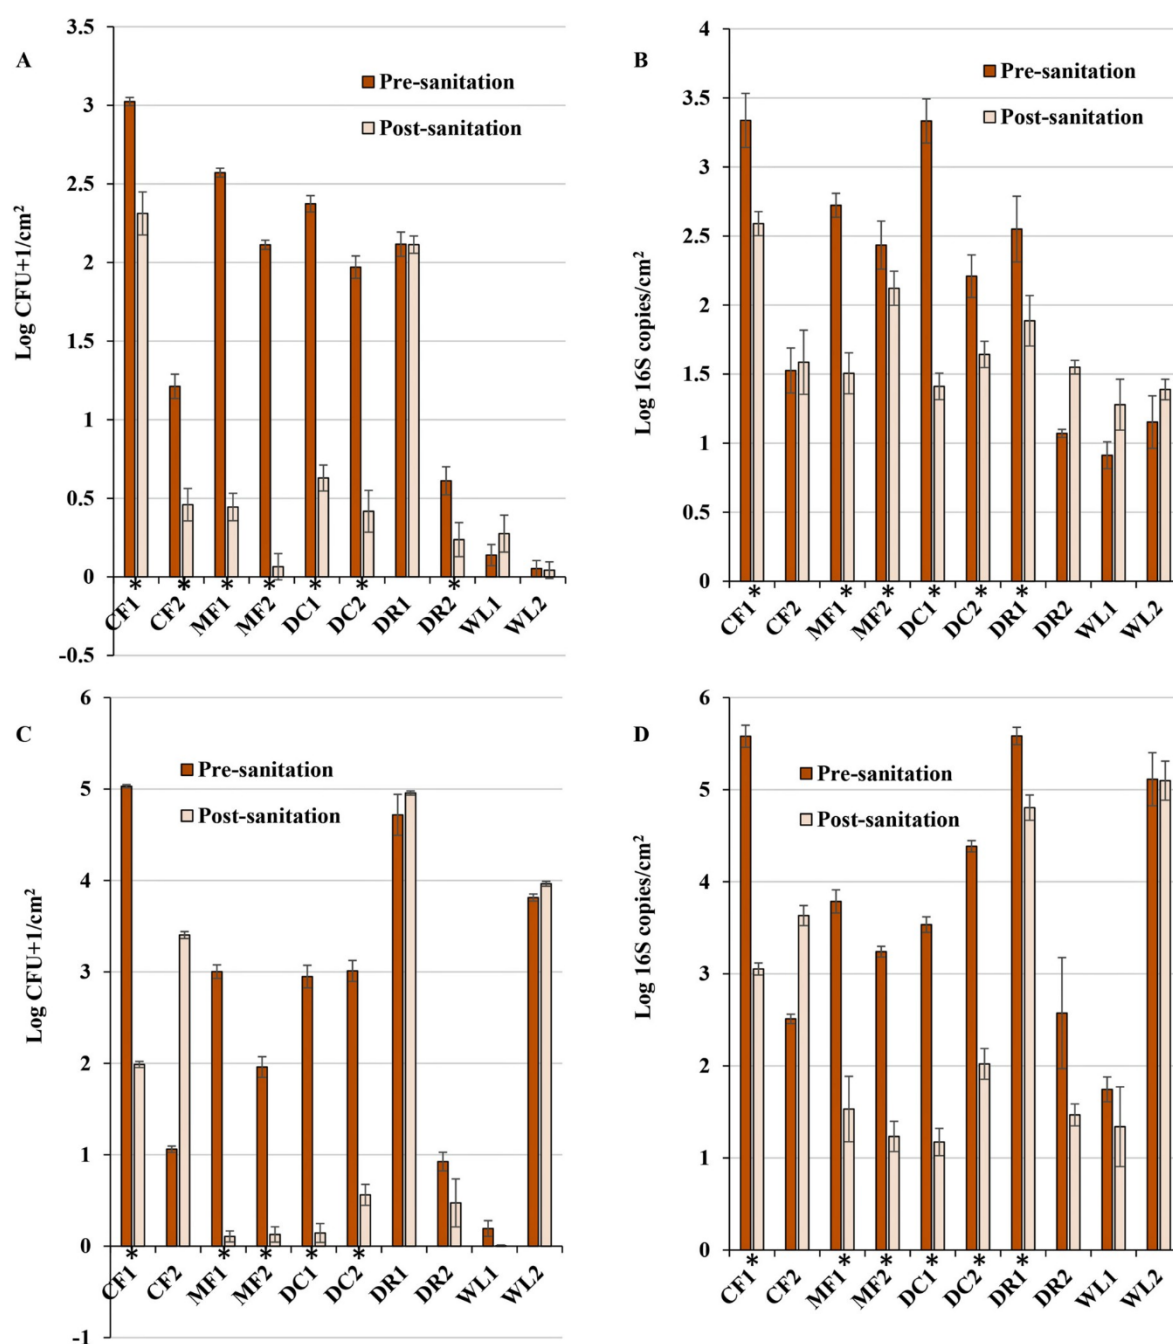 A
Pre-sanitation
Post-sanitation
Log CFU+1/cm²
3.5
3
2.5
2
1.5
1
0.5
0
-0.5
CF1 CF2 MF1 MF2 DC1 DC2 DR1 DR2 WL1 WL2
* * * * * * *
B
Pre-sanitation
Post-sanitation
Log 16S copies/cm²
4
3.5
3
2.5
2
1.5
1
0.5
0
CF1 CF2 MF1 MF2 DC1 DC2 DR1 DR2 WL1 WL2
* * * * * *
C
Pre-sanitation
Post-sanitation
Log CFU+1/cm²
6
5
4
3
2
1
0
-1
CF1 CF2 MF1 MF2 DC1 DC2 DR1 DR2 WL1 WL2
* * * * *
D
Pre-sanitation
Post-sanitation
Log 16S copies/cm²
6
5
4
3
2
1
0
CF1 CF2 MF1 MF2 DC1 DC2 DR1 DR2 WL1 WL2
* * * * * *